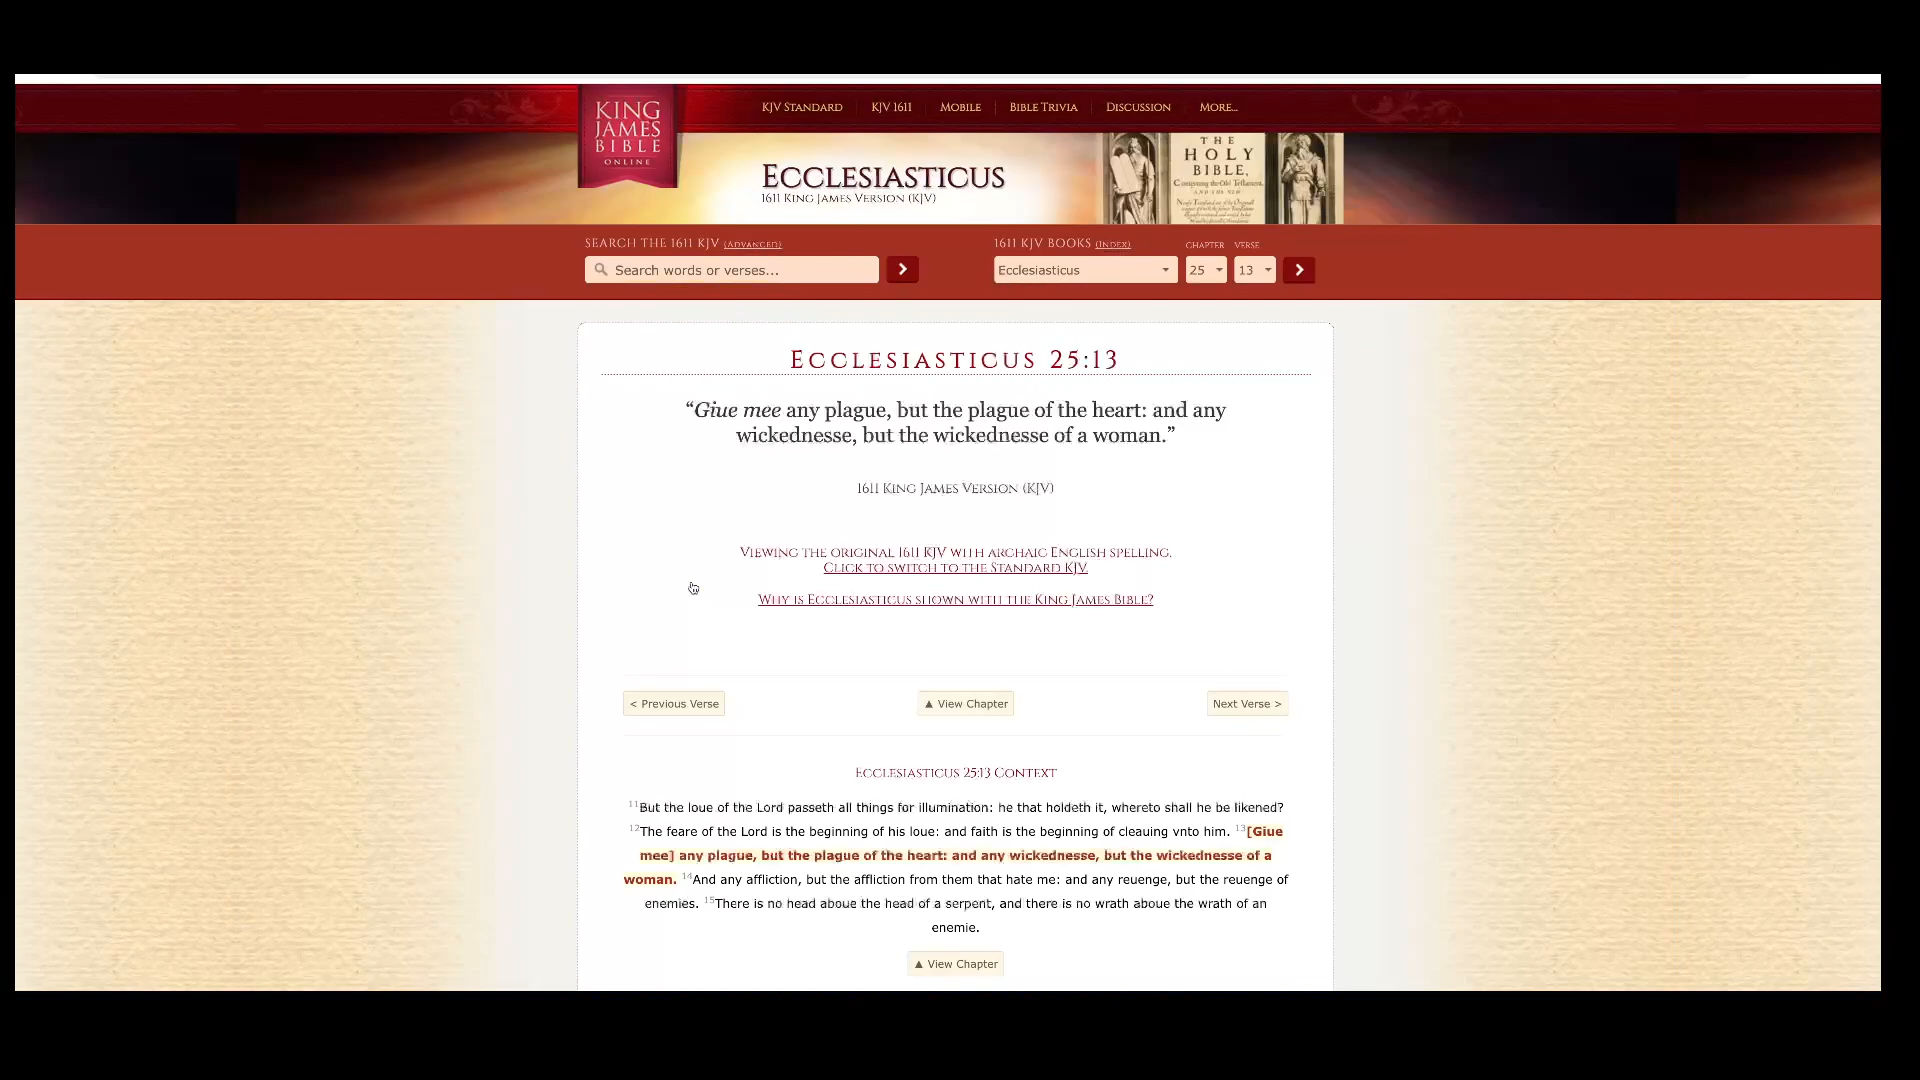 KING
JAMES
BIBLE
ONLINE
KJV Standard
KJV 1611
Mobile
Bible Trivia
Discussion
More...
Ecclesiasticus
1611 King James Version (KJV)
THE
HOLY
BIBLE,
Search the 1611 KJV (Advanced)
Search words or verses...
1611 KJV Books (Index)
Chapter
Verse
Ecclesiasticus
25
13
Ecclesiasticus 25:13
“Giue mee any plague, but the plague of the heart: and any
wickednesse, but the wickednesse of a woman.”
1611 King James Version (KJV)
Viewing the original 1611 KJV with archaic English spelling.
Click to switch to the Standard KJV.
Why is Ecclesiasticus shown with the King James Bible?
< Previous Verse
▲ View Chapter
Next Verse >
Ecclesiasticus 25:13 Context
11But the loue of the Lord passeth all things for illumination: he that holdeth it, whereto shall he be likened?
12The feare of the Lord is the beginning of his loue: and faith is the beginning of cleauing vnto him. 13[Giue
mee] any plague, but the plague of the heart: and any wickednesse, but the wickednesse of a
woman. 14And any affliction, but the affliction from them that hate me: and any reuenge, but the reuenge of
enemies. 15There is no head aboue the head of a serpent, and there is no wrath aboue the wrath of an
enemie.
▲ View Chapter